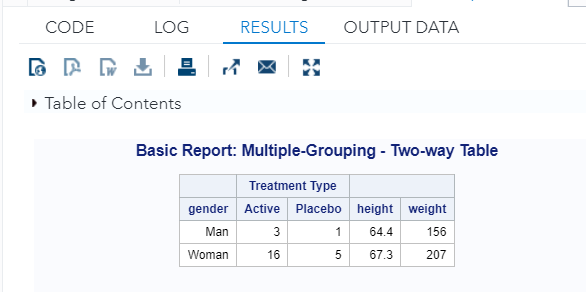 CODE LOG RESULTS OUTPUT DATA
Table of Contents
Basic Report: Multiple-Grouping - Two-way Table
Treatment Type
gender Active Placebo height weight
Man 3 1 64.4 156
Woman 16 5 67.3 207